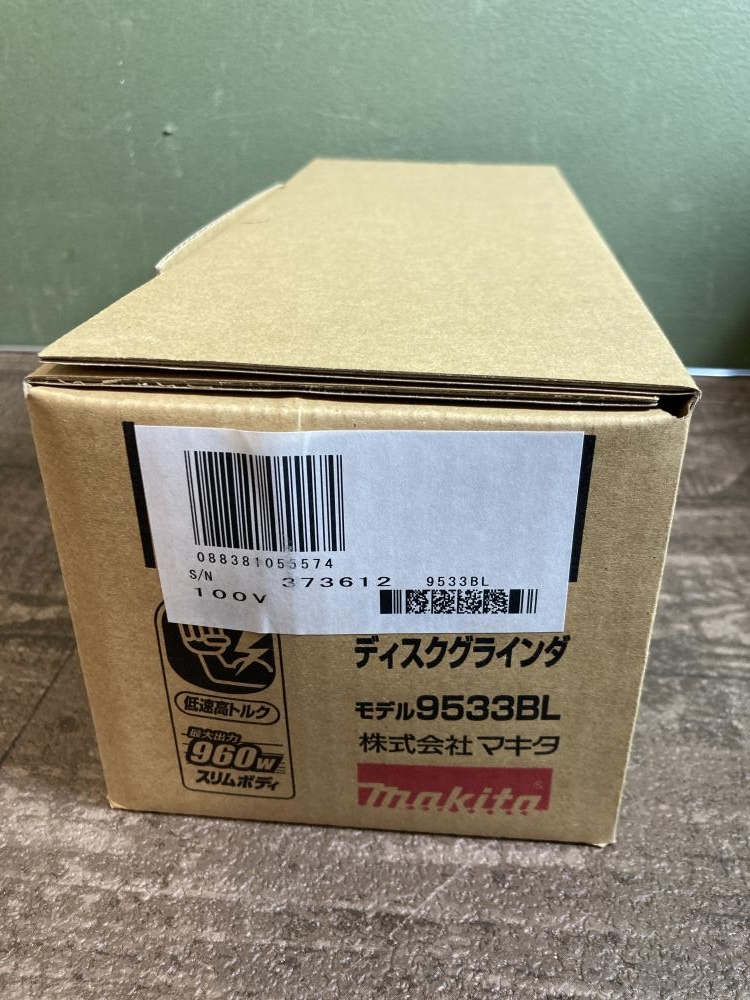 088381055574
S/N 373612 9533BL
100V
ディスクグラインダ
低速高トルク
モデル9533BL
最大出力
960W
スリムボディ
株式会社マキタ
makita®